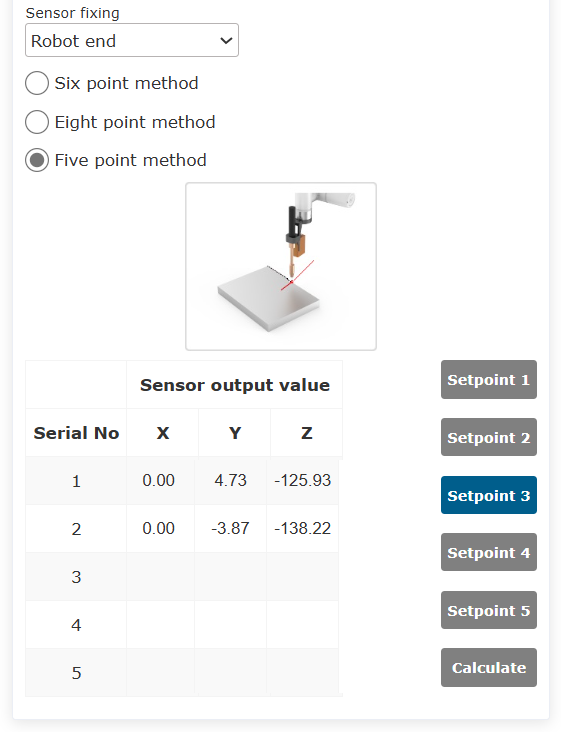 Sensor fixing
Robot end
Six point method
Eight point method
Five point method
Sensor output value
Setpoint 1
Serial No X Y Z
Setpoint 2
1 0.00 4.73 -125.93
Setpoint 3
2 0.00 -3.87 -138.22
Setpoint 4
3
4
Setpoint 5
5
Calculate